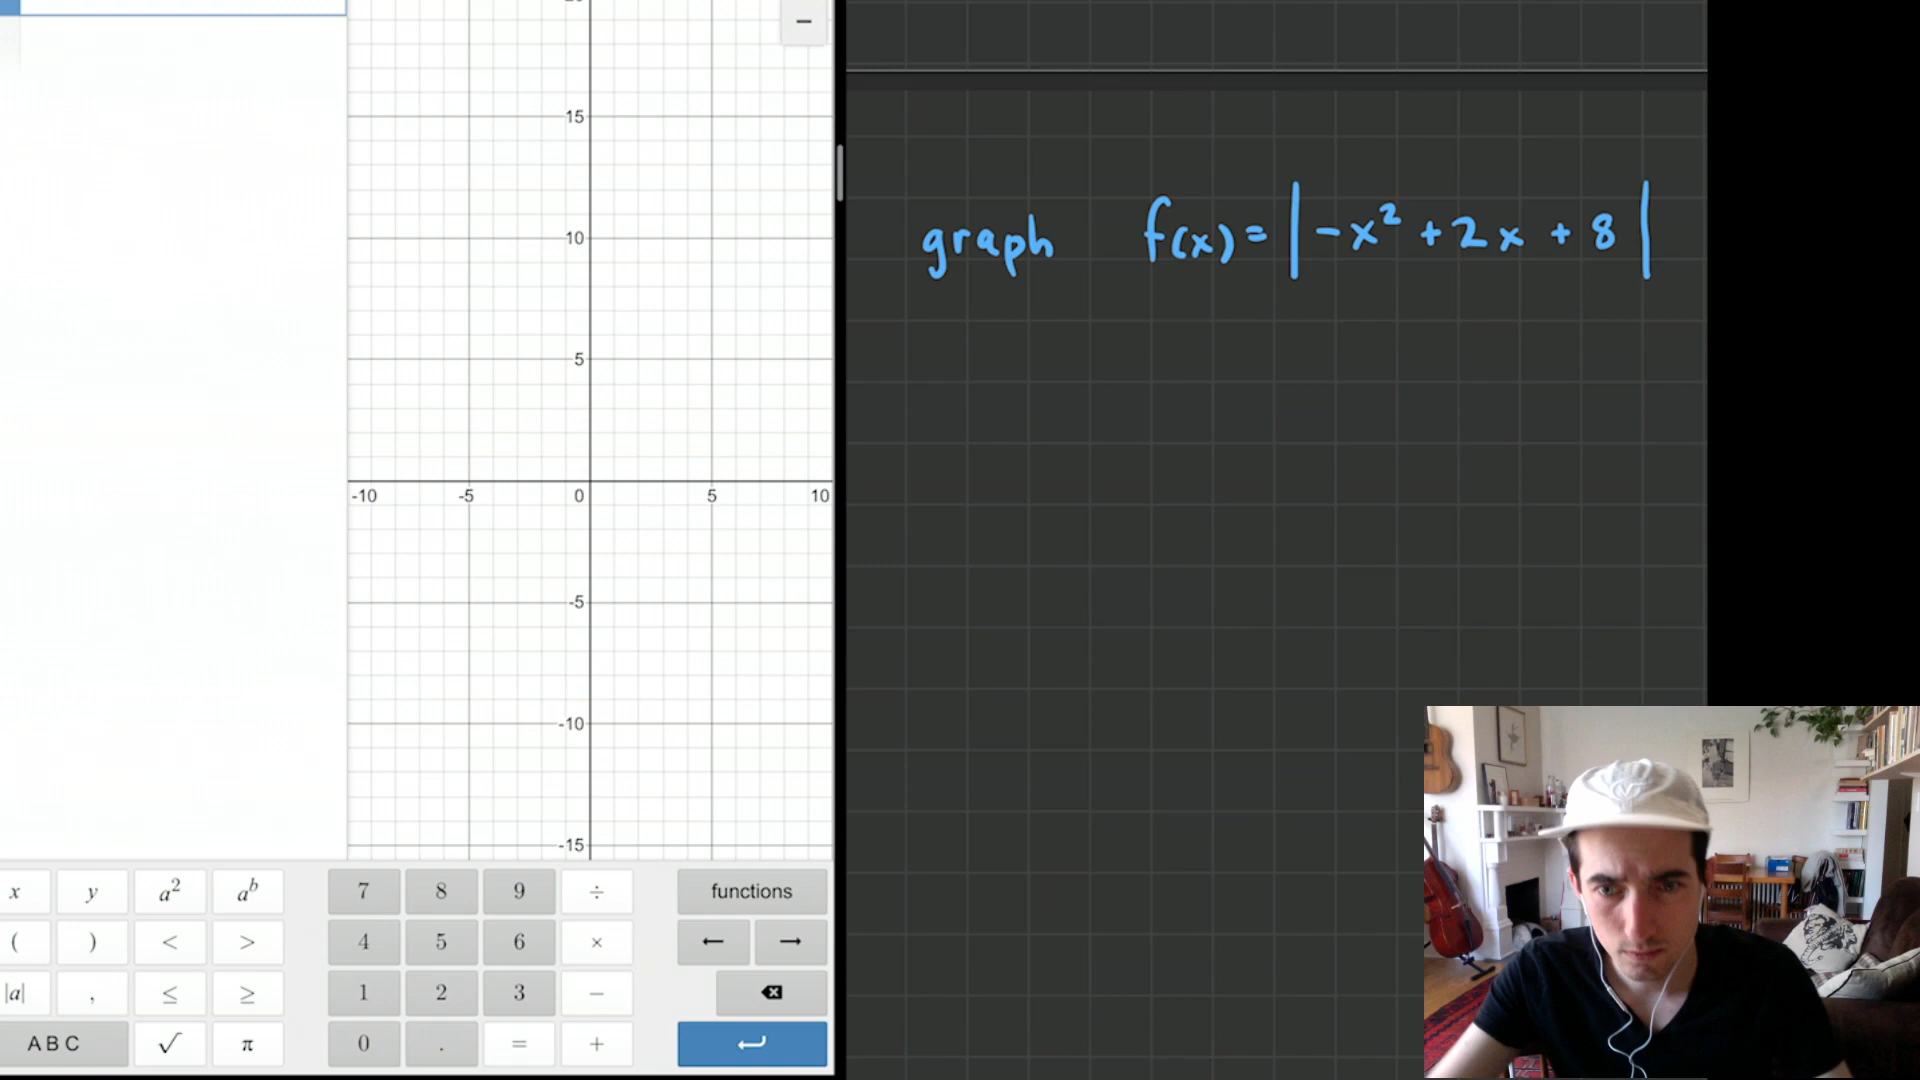 15
10
5
-10 -5 0 5 10
-5
-10
-15
graph f(x) = |-x² + 2x + 8|
x y a² aᵇ 7 8 9 ÷ functions
( ) < > 4 5 6 × ← →
|a| , ≤ ≥ 1 2 3 −
A B C √ π 0 . = +